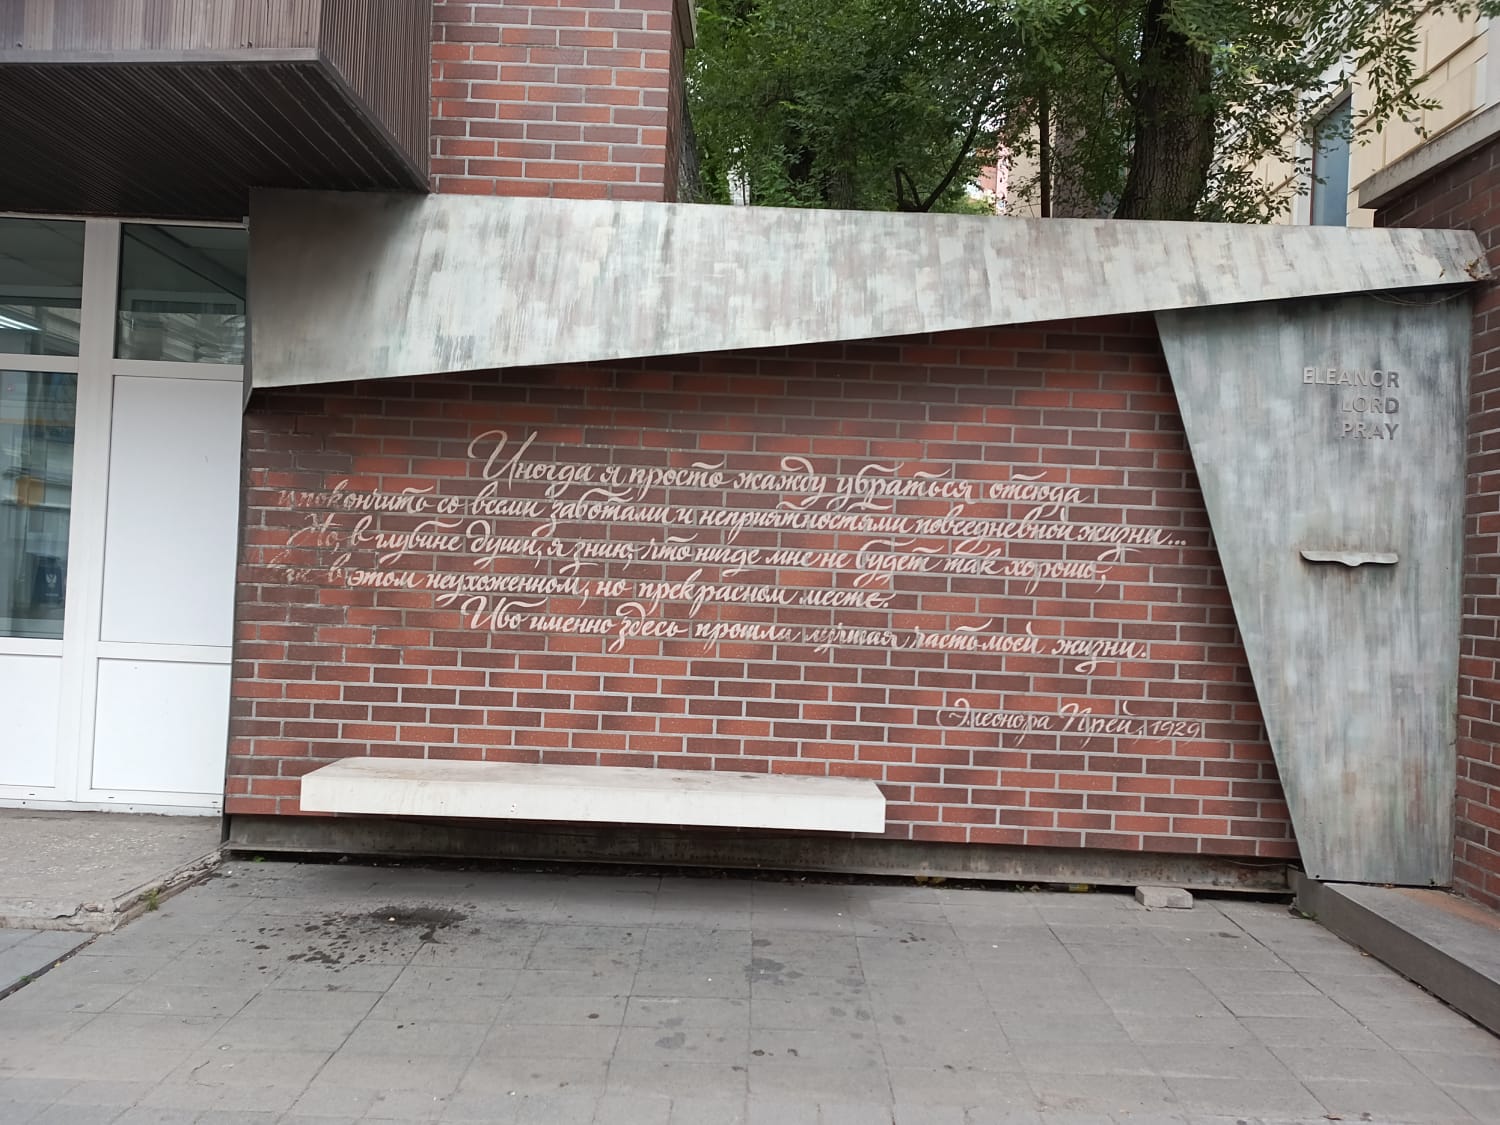 Иногда я просто жажду убраться отсюда
и покончить со всеми заботами и неприятностями повседневной жизни...
Но, в глубине души, я знаю, что нигде мне не будет так хорошо,
как в этом неухоженном, но прекрасном месте.
Ибо именно здесь прошла лучшая часть моей жизни.
Элеонора Прей, 1929
ELEANOR
LORD
PRAY